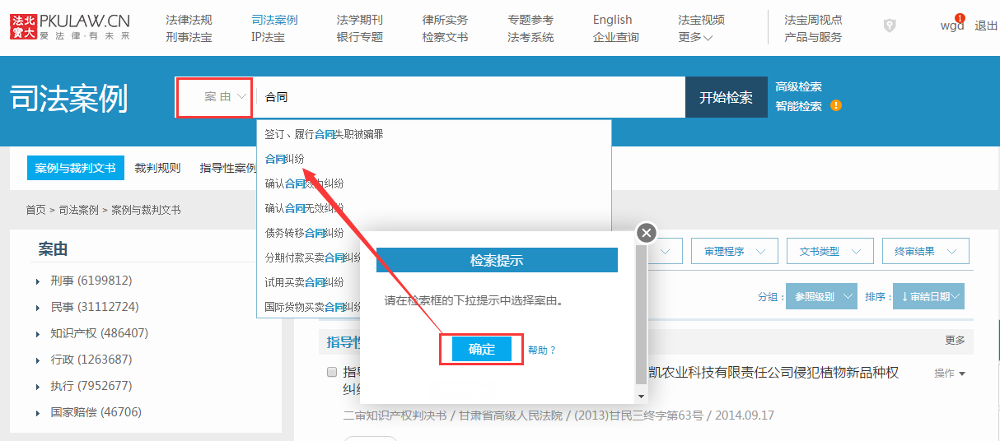 北大法宝 PKULAW.CN
爱法律·有未来
法律法规 司法案例 法学期刊 律所实务 专题参考 English 法宝视频 法宝周视点
刑事法宝 IP法宝 银行专题 检察文书 法考系统 企业查询 更多 产品与服务
wgd 1 退出
司法案例
案由 合同 开始检索
高级检索
智能检索 !
签订、履行合同失职被骗罪
合同纠纷
确认合同效力纠纷
确认合同无效纠纷
债务转移合同纠纷
分期付款买卖合同纠纷
试用买卖合同纠纷
国际货物买卖合同纠纷
案例与裁判文书 裁判规则 指导性案例
首页 > 司法案例 > 案例与裁判文书
案由
刑事 (6199812)
民事 (31112724)
知识产权 (486407)
行政 (1263687)
执行 (7952677)
国家赔偿 (46706)
检索提示
请在检索框的下拉提示中选择案由。
确定 帮助？
审理程序 文书类型 终审结果
分组： 参照级别 排序： ↓审结日期
指导性 更多
指导 凯农业科技有限责任公司侵犯植物新品种权 操作
纠
二审知识产权判决书 / 甘肃省高级人民法院 / (2013)甘民三终字第63号 / 2014.09.17